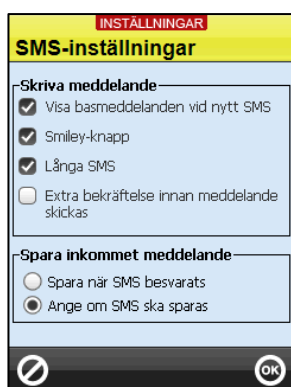 INSTÄLLNINGAR
SMS-inställningar
Skriva meddelande
Visa basmeddelanden vid nytt SMS
Smiley-knapp
Långa SMS
Extra bekräftelse innan meddelande
skickas
Spara inkommet meddelande
Spara när SMS besvarats
Ange om SMS ska sparas
OK